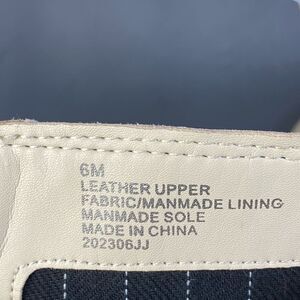 6M
LEATHER UPPER
FABRIC/MANMADE LINING
MANMADE SOLE
MADE IN CHINA
202306JJ